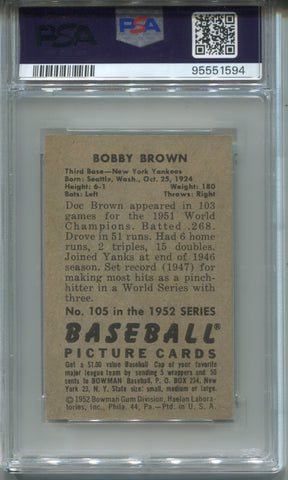 PSA
PSA
95551594
BOBBY BROWN
Third Base—New York Yankees
Born: Seattle, Wash., Oct. 25, 1924
Height: 6-1 Weight: 180
Bats: Left Throws: Right
Doc Brown appeared in 103
games for the 1951 World
Champions. Batted .268.
Drove in 51 runs. Had 6 home
runs, 2 triples, 15 doubles.
Joined Yanks at end of 1946
season. Set record (1947) for
making most hits as a pinch-
hitter in a World Series with
three.
No. 105 in the 1952 SERIES
BASEBALL
PICTURE CARDS
Get a $1.00 value Baseball Cap of your favorite
major league team by sending 5 wrappers and 50
cents to BOWMAN Baseball, P. O. BOX 234, New
York 23, N. Y. State size: small, medium or large.
©1952 Bowman Gum Division, Haelan Labora-
tories, Inc., Phila. 44, Pa.—Ptd. in U. S. A.